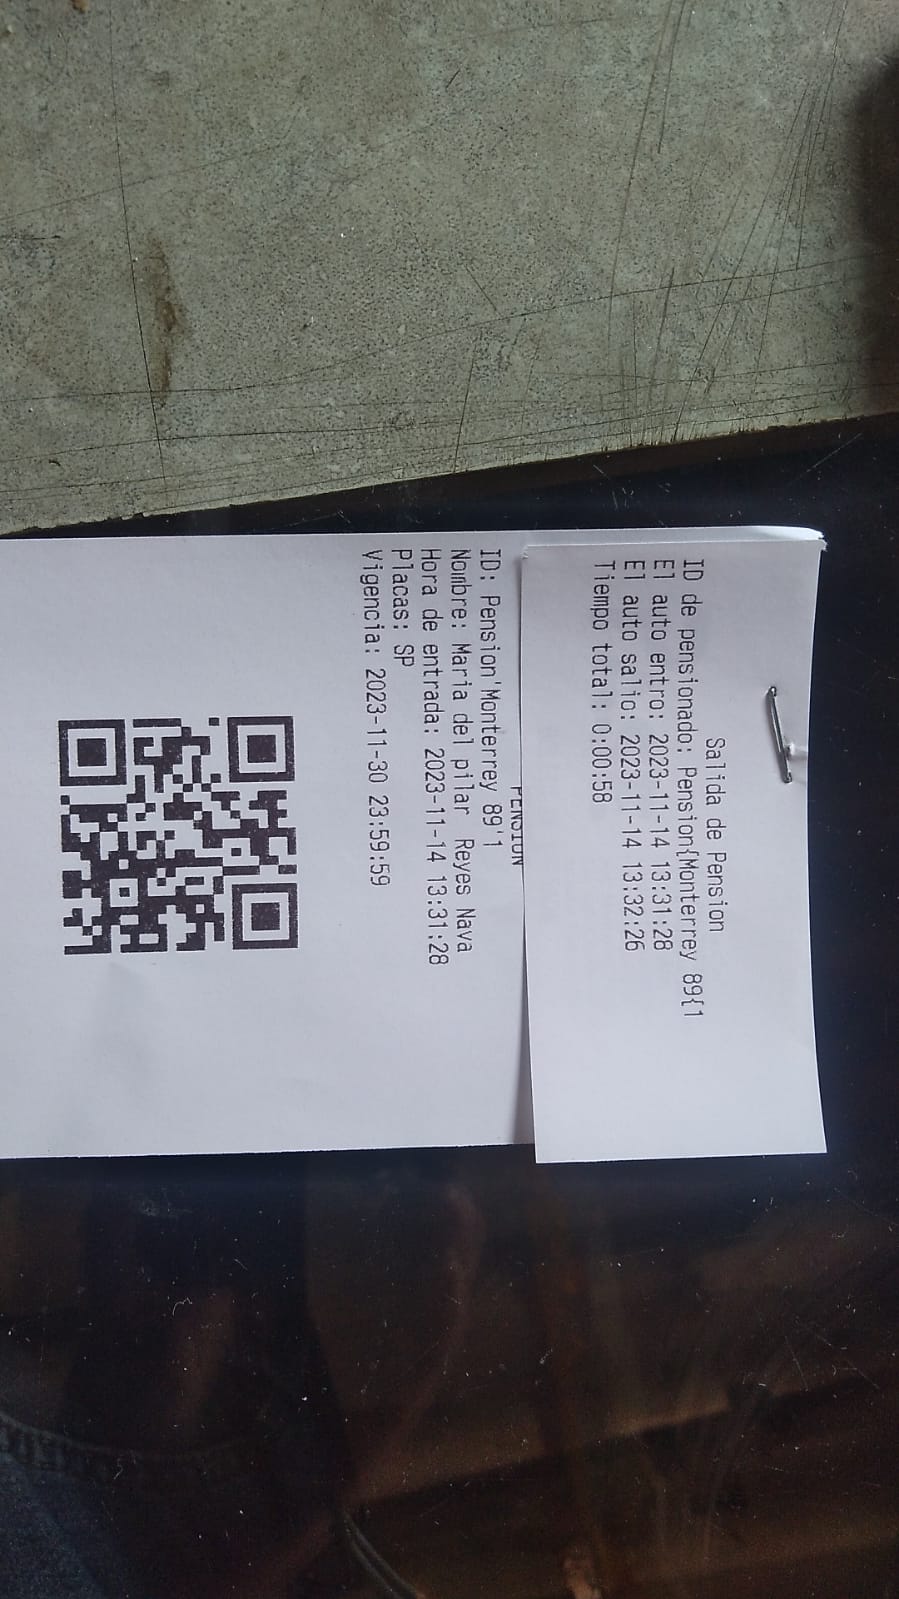 Salida de Pension
ID de pensionado: Pension{Monterrey 89{1
El auto entro: 2023-11-14 13:31:28
El auto salio: 2023-11-14 13:32:26
Tiempo total: 0:00:58
PENSION
ID: Pension'Monterrey 89'1
Nombre: Maria del pilar  Reyes Nava
Hora de entrada: 2023-11-14 13:31:28
Placas: SP
Vigencia: 2023-11-30 23:59:59